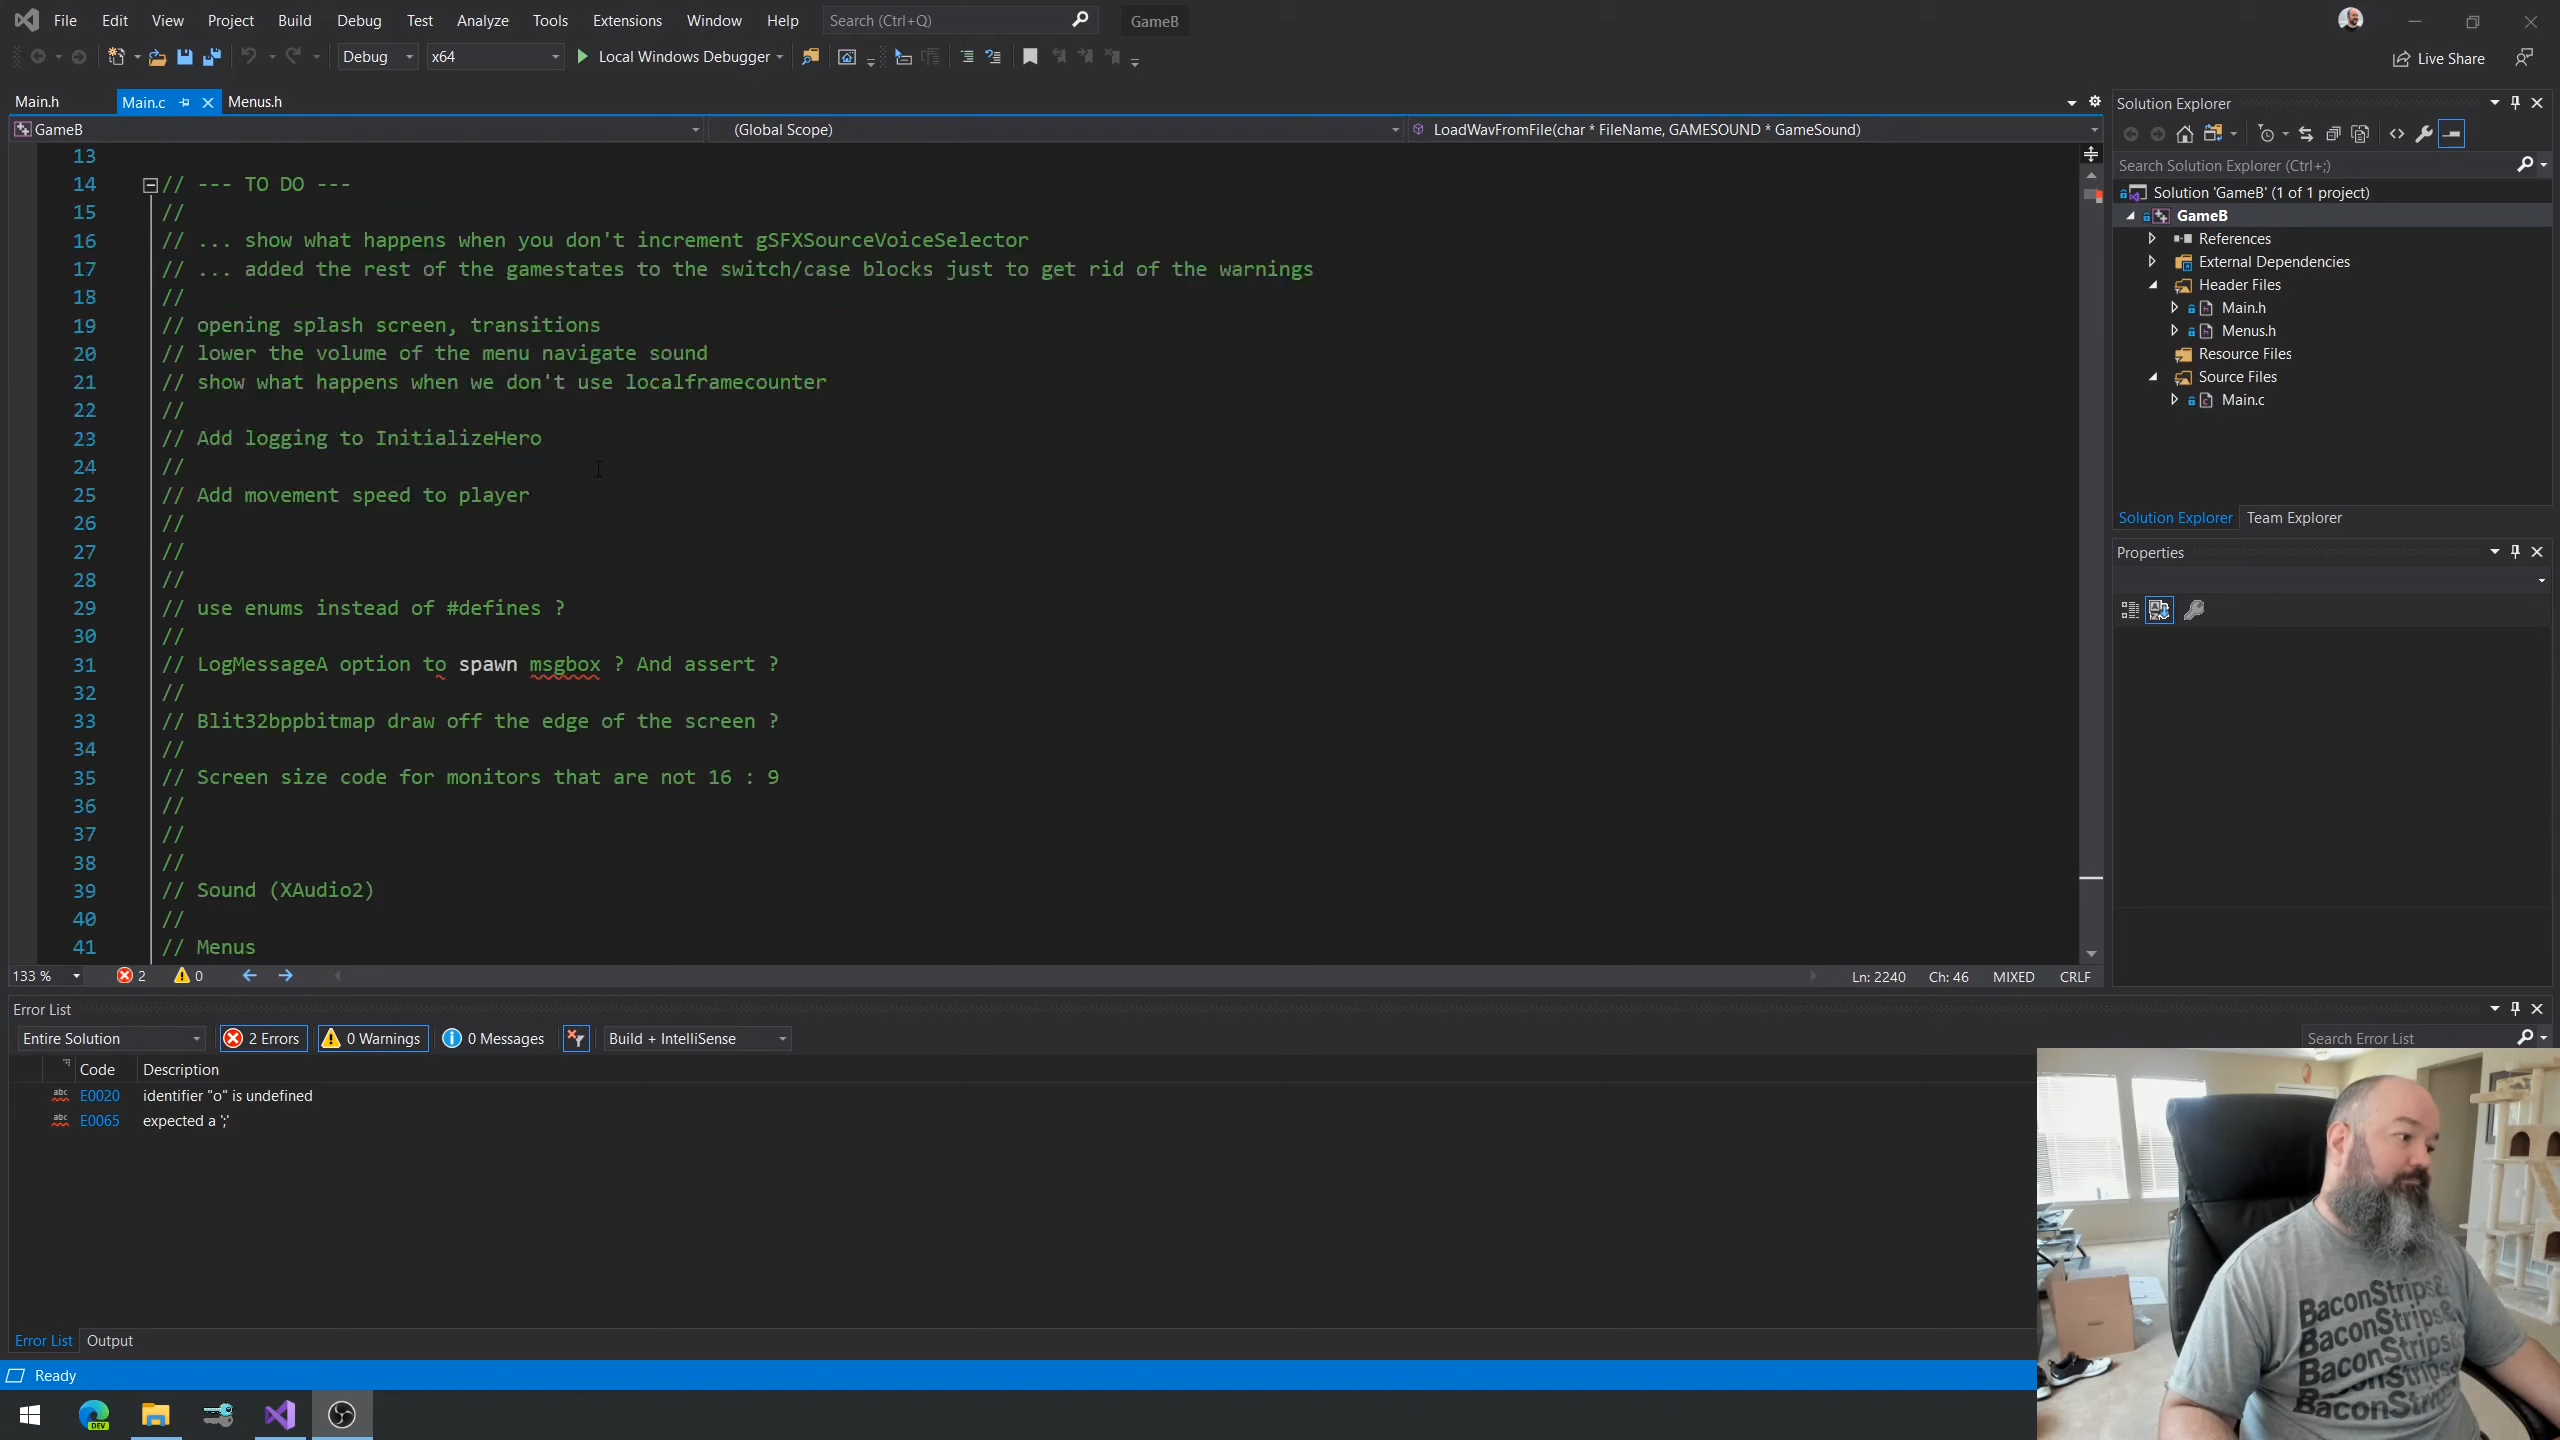 File Edit View Project Build Debug Test Analyze Tools Extensions Window Help Search (Ctrl+Q) GameB
Debug x64 Local Windows Debugger Live Share
Main.h Main.c Menus.h
GameB (Global Scope) LoadWavFromFile(char * FileName, GAMESOUND * GameSound)
13
14 // --- TO DO ---
15 //
16 // ... show what happens when you don't increment gSFXSourceVoiceSelector
17 // ... added the rest of the gamestates to the switch/case blocks just to get rid of the warnings
18 //
19 // opening splash screen, transitions
20 // lower the volume of the menu navigate sound
21 // show what happens when we don't use localframecounter
22 //
23 // Add logging to InitializeHero
24 //
25 // Add movement speed to player
26 //
27 //
28 //
29 // use enums instead of #defines ?
30 //
31 // LogMessageA option to spawn msgbox ? And assert ?
32 //
33 // Blit32bppbitmap draw off the edge of the screen ?
34 //
35 // Screen size code for monitors that are not 16 : 9
36 //
37 //
38 //
39 // Sound (XAudio2)
40 //
41 // Menus
133 % 2 0 Ln: 2240 Ch: 46 MIXED CRLF
Solution Explorer
Search Solution Explorer (Ctrl+;)
Solution 'GameB' (1 of 1 project)
GameB
References
External Dependencies
Header Files
Main.h
Menus.h
Resource Files
Source Files
Main.c
Solution Explorer Team Explorer
Properties
Error List
Entire Solution 2 Errors 0 Warnings 0 Messages Build + IntelliSense Search Error List
Code Description
abc E0020 identifier "o" is undefined
abc E0065 expected a ';'
Error List Output
Ready
DEV
BaconStrips&
BaconStrips&
BaconStrips&
BaconStrip